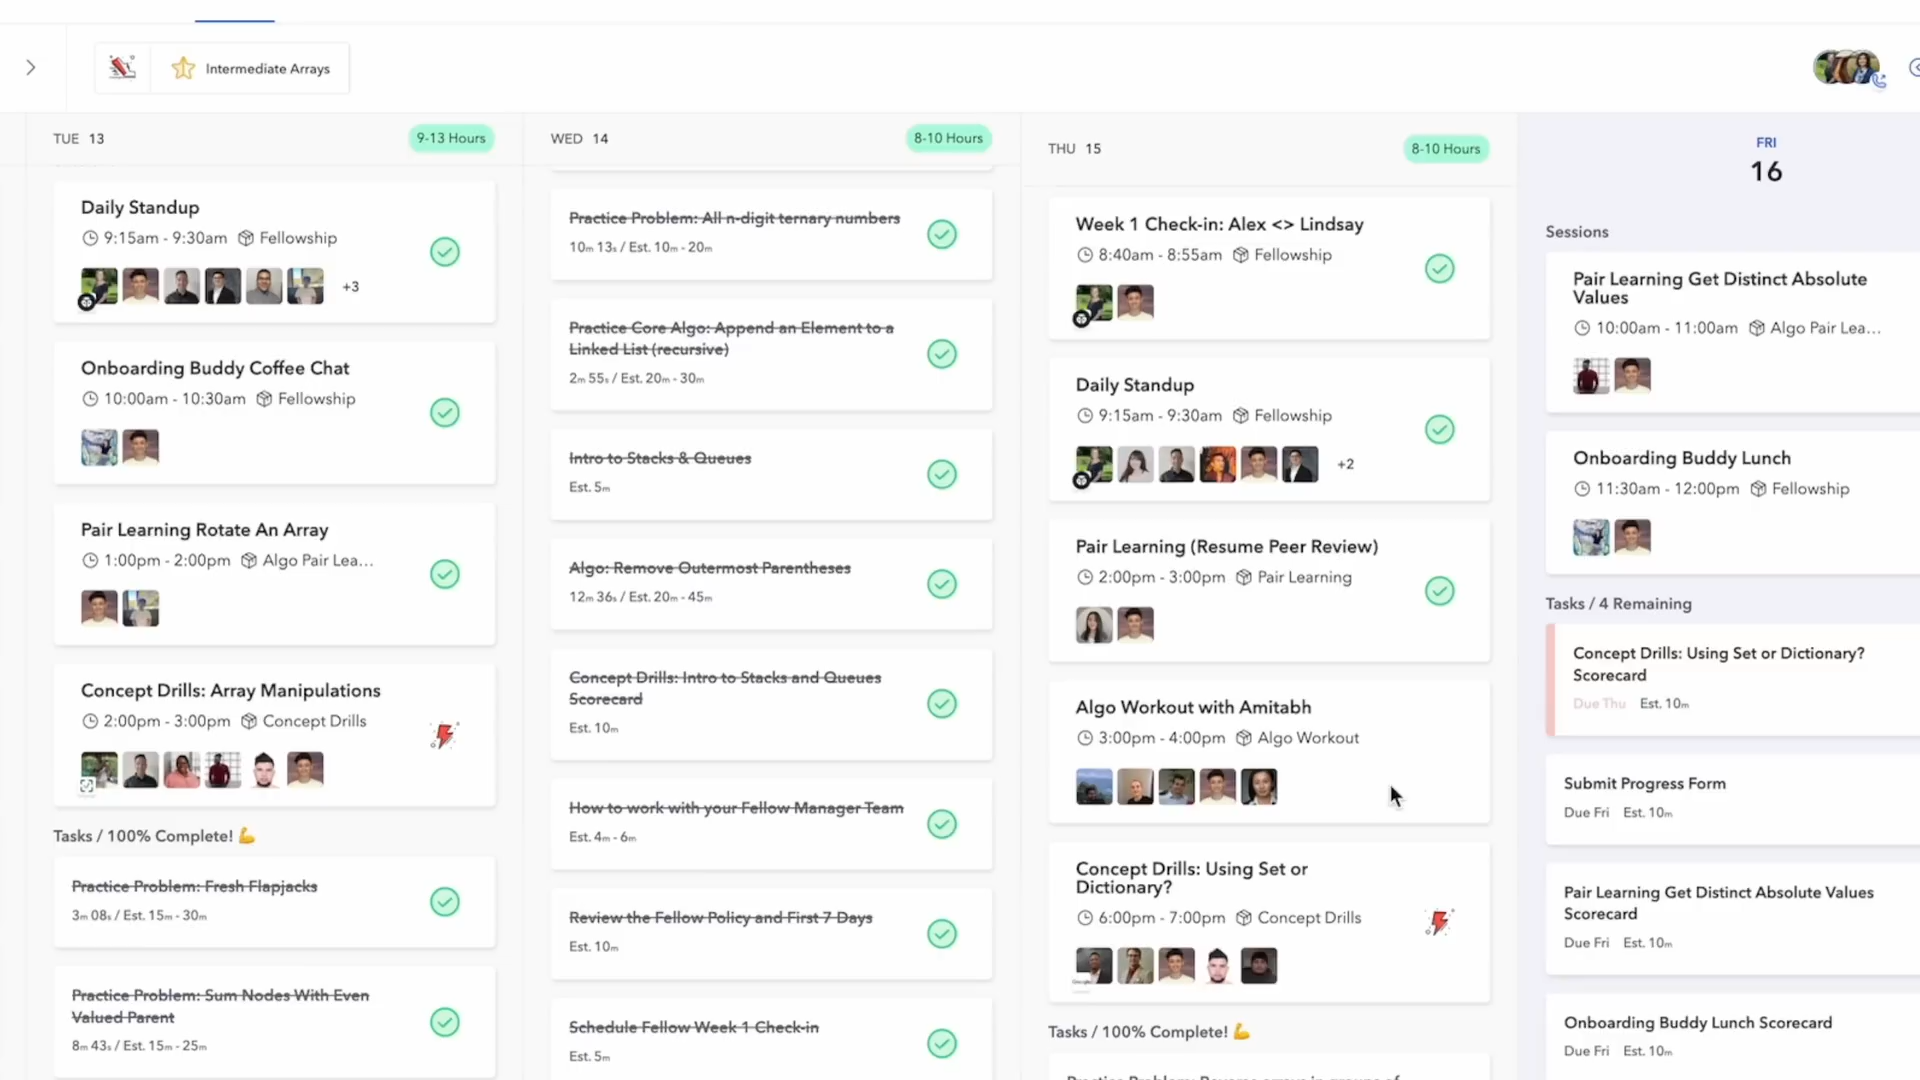 Intermediate Arrays
TUE 13
9-13 Hours
Daily Standup
9:15am - 9:30am Fellowship
+3
Onboarding Buddy Coffee Chat
10:00am - 10:30am Fellowship
Pair Learning Rotate An Array
1:00pm - 2:00pm Algo Pair Lea...
Concept Drills: Array Manipulations
2:00pm - 3:00pm Concept Drills
Tasks / 100% Complete! 💪
Practice Problem: Fresh Flapjacks
3m 08s / Est. 15m - 30m
Practice Problem: Sum Nodes With Even
Valued Parent
8m 43s / Est. 15m - 25m
WED 14
8-10 Hours
Practice Problem: All n-digit ternary numbers
10m 13s / Est. 10m - 20m
Practice Core Algo: Append an Element to a
Linked List (recursive)
2m 55s / Est. 20m - 30m
Intro to Stacks & Queues
Est. 5m
Algo: Remove Outermost Parentheses
12m 36s / Est. 20m - 45m
Concept Drills: Intro to Stacks and Queues
Scorecard
Est. 10m
How to work with your Fellow Manager Team
Est. 4m - 6m
Review the Fellow Policy and First 7 Days
Est. 10m
Schedule Fellow Week 1 Check-in
Est. 5m
THU 15
8-10 Hours
Week 1 Check-in: Alex <> Lindsay
8:40am - 8:55am Fellowship
Daily Standup
9:15am - 9:30am Fellowship
+2
Pair Learning (Resume Peer Review)
2:00pm - 3:00pm Pair Learning
Algo Workout with Amitabh
3:00pm - 4:00pm Algo Workout
Concept Drills: Using Set or
Dictionary?
6:00pm - 7:00pm Concept Drills
Tasks / 100% Complete! 💪
FRI
16
Sessions
Pair Learning Get Distinct Absolute
Values
10:00am - 11:00am Algo Pair Lea...
Onboarding Buddy Lunch
11:30am - 12:00pm Fellowship
Tasks / 4 Remaining
Concept Drills: Using Set or Dictionary?
Scorecard
Due Thu Est. 10m
Submit Progress Form
Due Fri Est. 10m
Pair Learning Get Distinct Absolute Values
Scorecard
Due Fri Est. 10m
Onboarding Buddy Lunch Scorecard
Due Fri Est. 10m